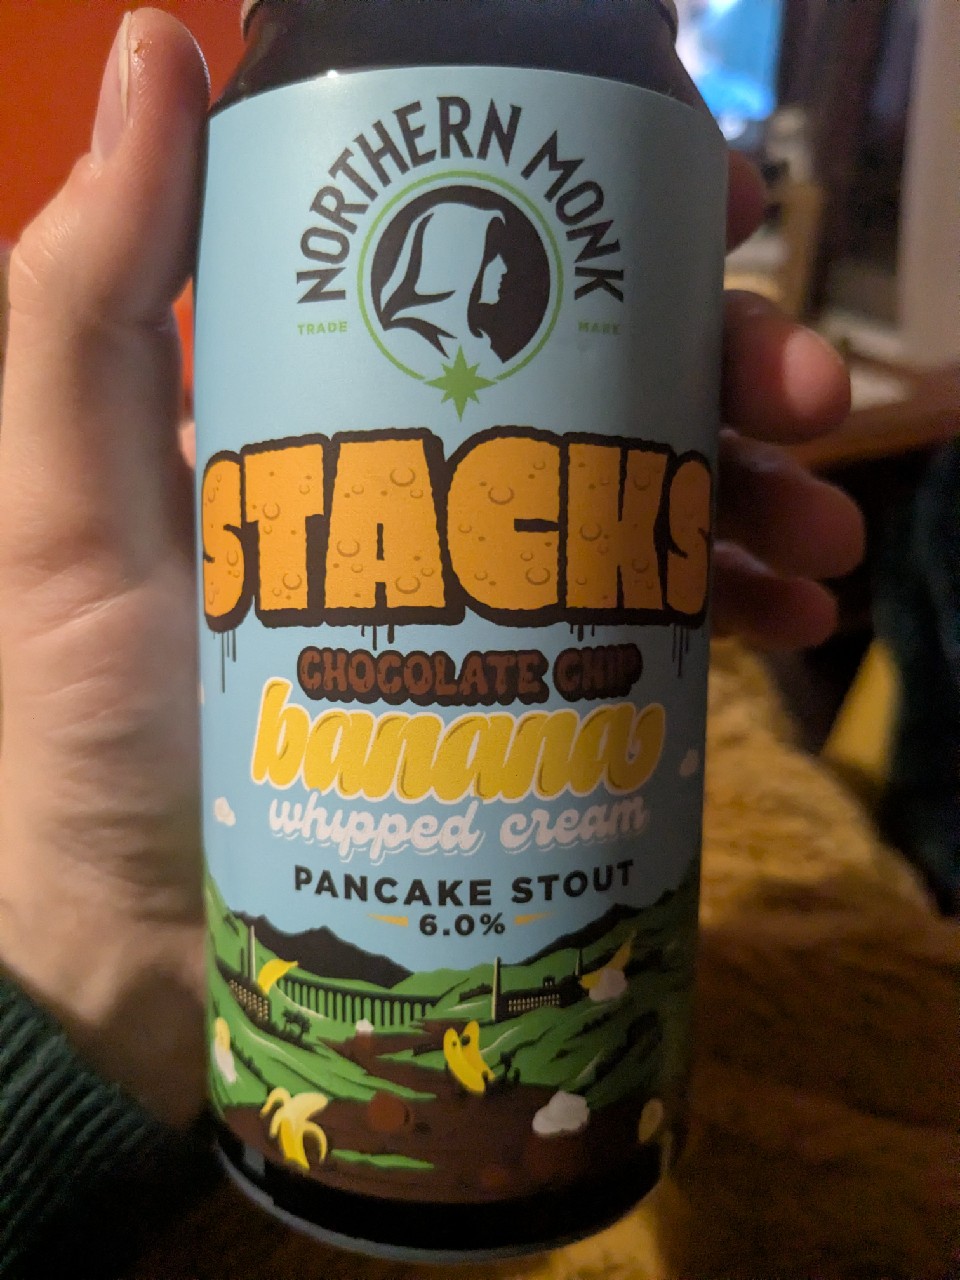 NORTHERN MONK
TRADE MARK
STACKS
CHOCOLATE CHIP
banana
whipped cream
PANCAKE STOUT
6.0%